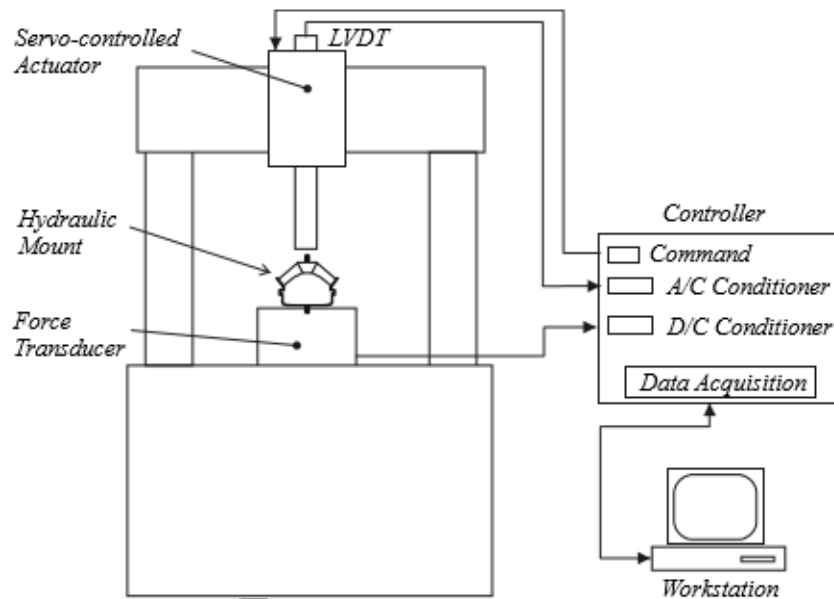 Servo-controlled
Actuator
LVDT
Hydraulic
Mount
Force
Transducer
Controller
Command
A/C Conditioner
D/C Conditioner
Data Acquisition
Workstation